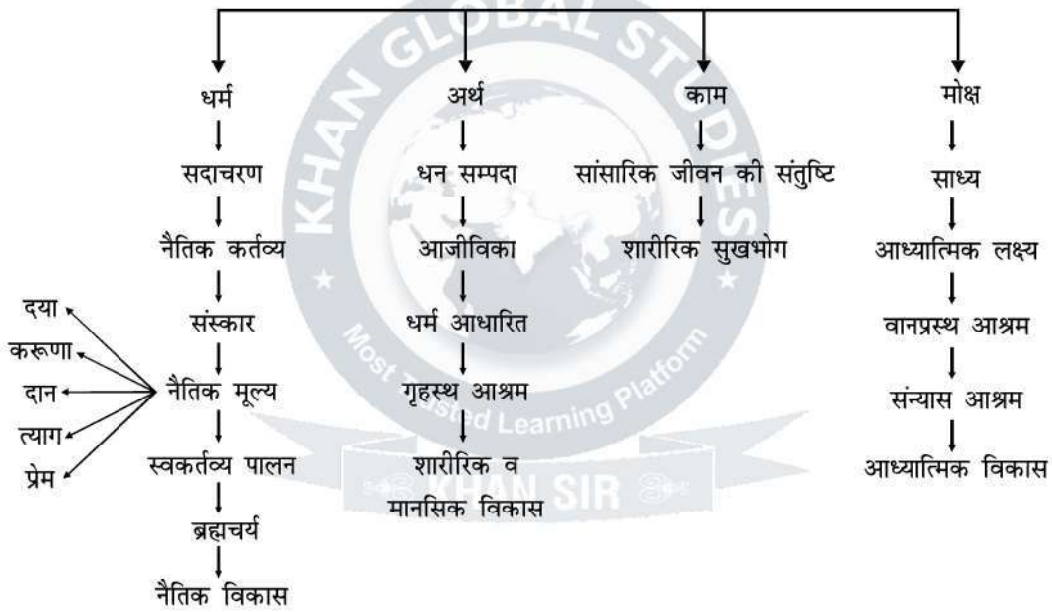 धर्म
अर्थ
काम
मोक्ष
सदाचरण
धन सम्पदा
सांसारिक जीवन की संतुष्टि
साध्य
नैतिक कर्तव्य
आजीविका
शारीरिक सुखभोग
आध्यात्मिक लक्ष्य
संस्कार
धर्म आधारित
वानप्रस्थ आश्रम
दया
करूणा
दान
त्याग
प्रेम
नैतिक मूल्य
गृहस्थ आश्रम
संन्यास आश्रम
स्वकर्तव्य पालन
शारीरिक व
मानसिक विकास
आध्यात्मिक विकास
ब्रह्मचर्य
नैतिक विकास
KHAN GLOBAL STUDIES
Most Trusted Learning Platform
KHAN SIR